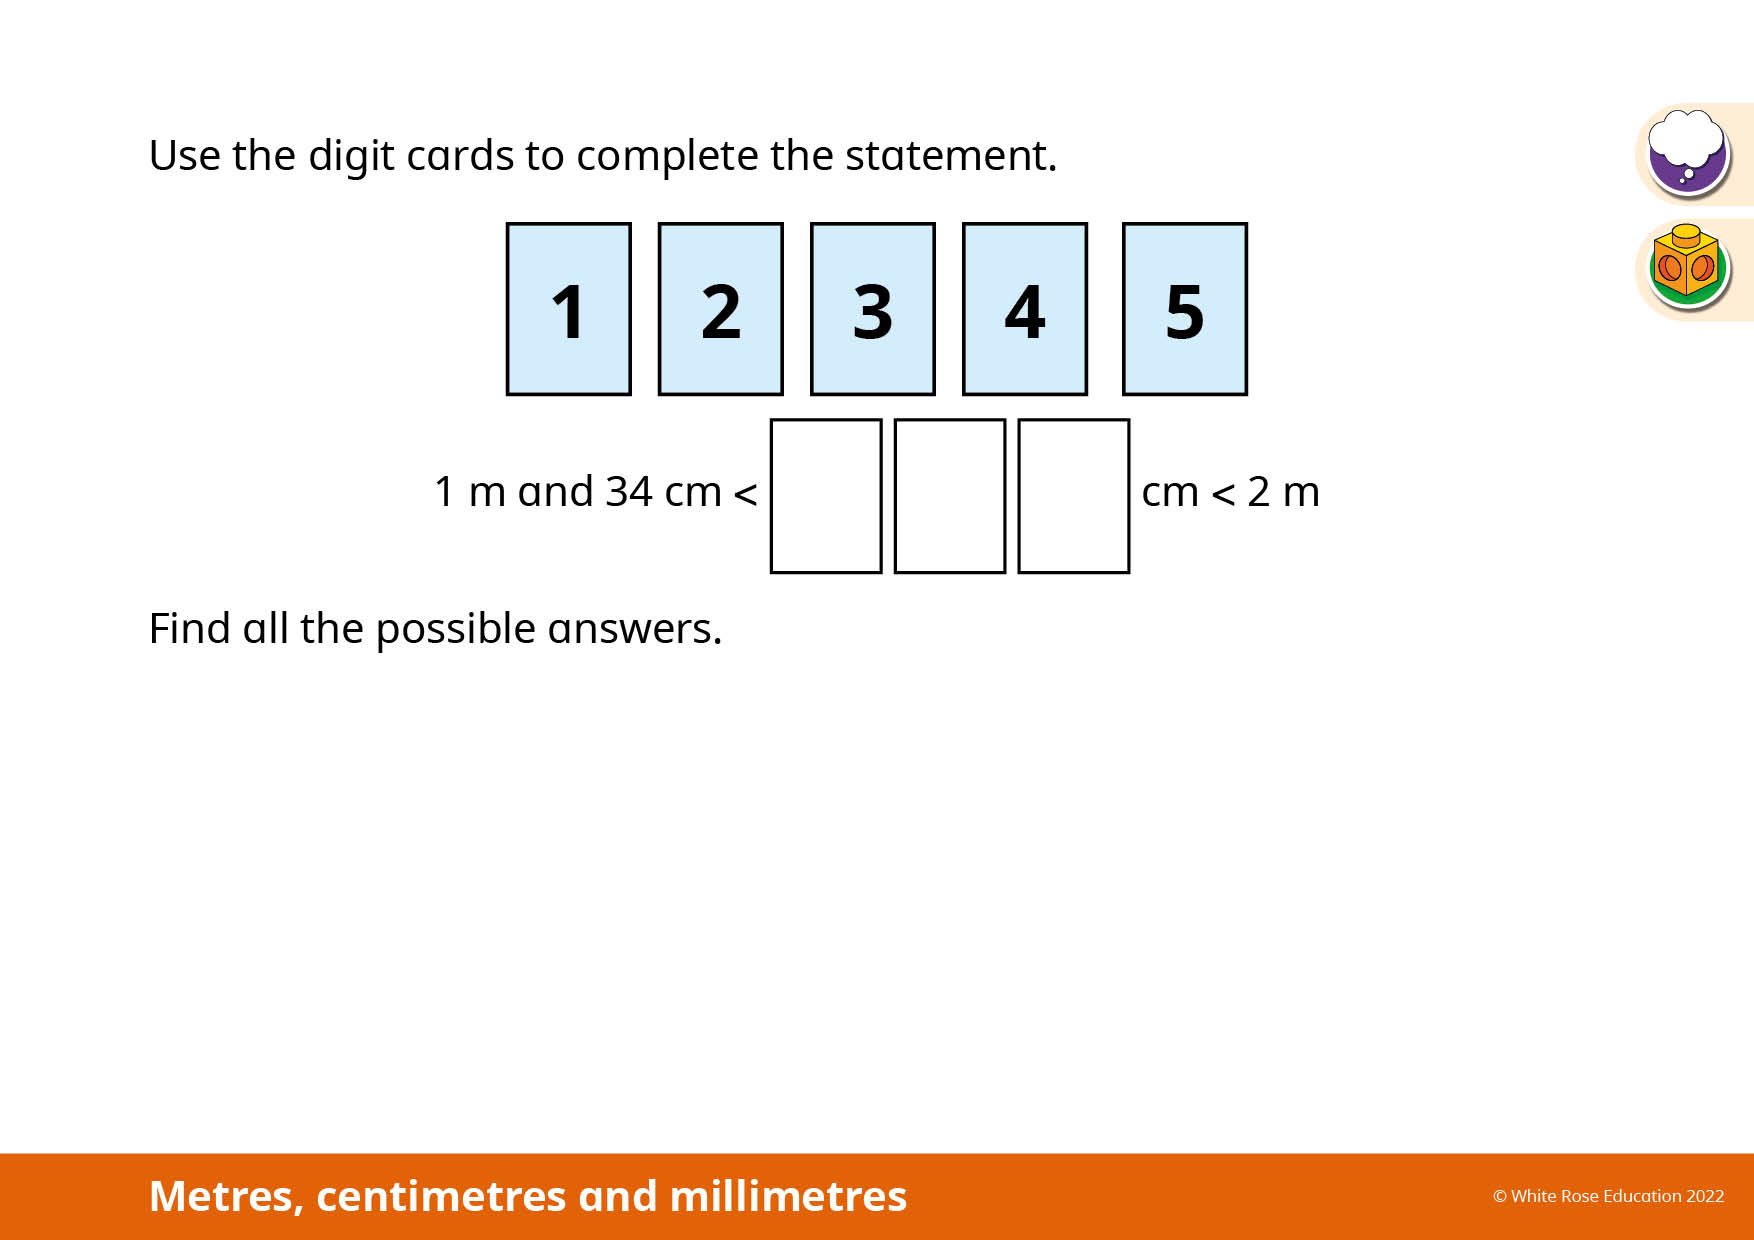 Use the digit cards to complete the statement.
1 2 3 4 5
1 m and 34 cm < cm < 2 m
Find all the possible answers.
Metres, centimetres and millimetres
© White Rose Education 2022